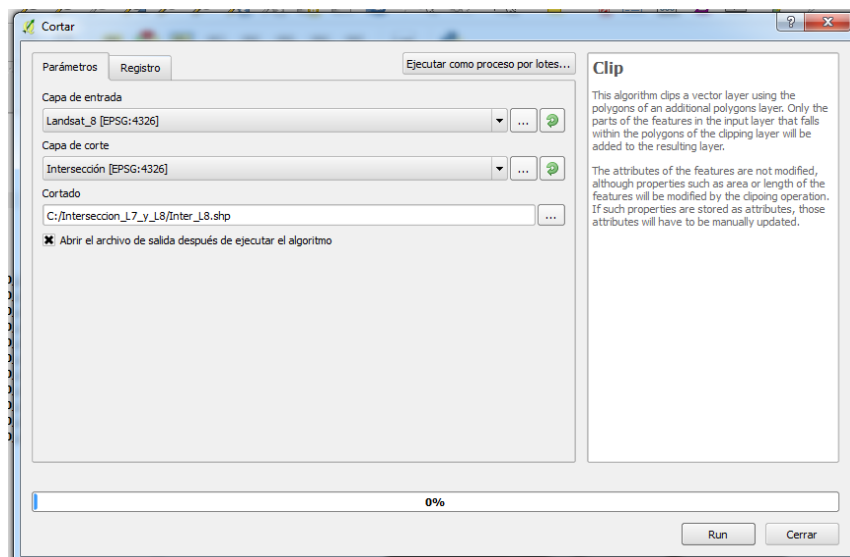 Cortar
Parámetros
Registro
Ejecutar como proceso por lotes...
Capa de entrada
Landsat_8 [EPSG:4326]
...
Capa de corte
Intersección [EPSG:4326]
...
Cortado
C:/Interseccion_L7_y_L8/Inter_L8.shp
...
Abrir el archivo de salida después de ejecutar el algoritmo
Clip
This algorithm clips a vector layer using the
polygons of an additional polygons layer. Only the
parts of the features in the input layer that falls
within the polygons of the clipping layer will be
added to the resulting layer.
The attributes of the features are not modified,
although properties such as area or length of the
features will be modified by the clipoing operation.
If such properties are stored as attributes, those
attributes will have to be manually updated.
0%
Run
Cerrar